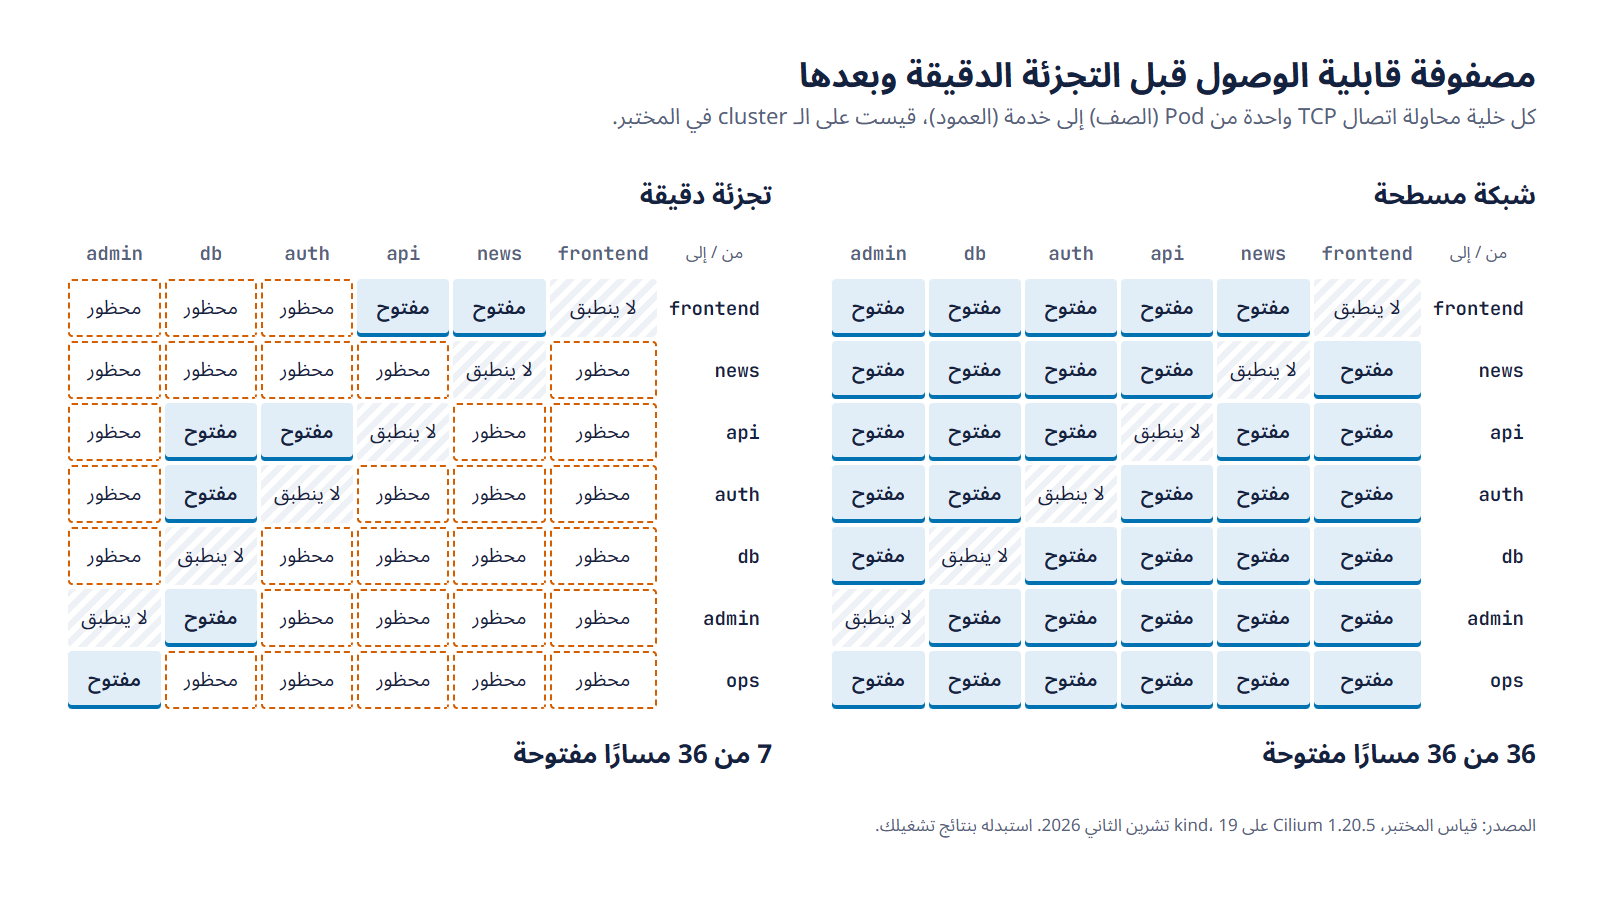 مصفوفة قابلية الوصول قبل التجزئة الدقيقة وبعدها
كل خلية محاولة اتصال TCP واحدة من Pod (الصف) إلى خدمة (العمود)، قيست على الـ cluster في المختبر.
شبكة مسطحة
من / إلى frontend news api auth db admin
frontend لا ينطبق مفتوح مفتوح مفتوح مفتوح مفتوح
news مفتوح لا ينطبق مفتوح مفتوح مفتوح مفتوح
api مفتوح مفتوح لا ينطبق مفتوح مفتوح مفتوح
auth مفتوح مفتوح مفتوح لا ينطبق مفتوح مفتوح
db مفتوح مفتوح مفتوح مفتوح لا ينطبق مفتوح
admin مفتوح مفتوح مفتوح مفتوح مفتوح لا ينطبق
ops مفتوح مفتوح مفتوح مفتوح مفتوح مفتوح
36 من 36 مسارًا مفتوحة
تجزئة دقيقة
من / إلى frontend news api auth db admin
frontend لا ينطبق مفتوح مفتوح محظور محظور محظور
news محظور لا ينطبق محظور محظور محظور محظور
api محظور محظور لا ينطبق مفتوح مفتوح محظور
auth محظور محظور محظور لا ينطبق مفتوح محظور
db محظور محظور محظور محظور لا ينطبق محظور
admin محظور محظور محظور محظور مفتوح لا ينطبق
ops محظور محظور محظور محظور محظور مفتوح
7 من 36 مسارًا مفتوحة
المصدر: قياس المختبر، Cilium 1.20.5 على kind، 19 تشرين الثاني 2026. استبدله بنتائج تشغيلك.